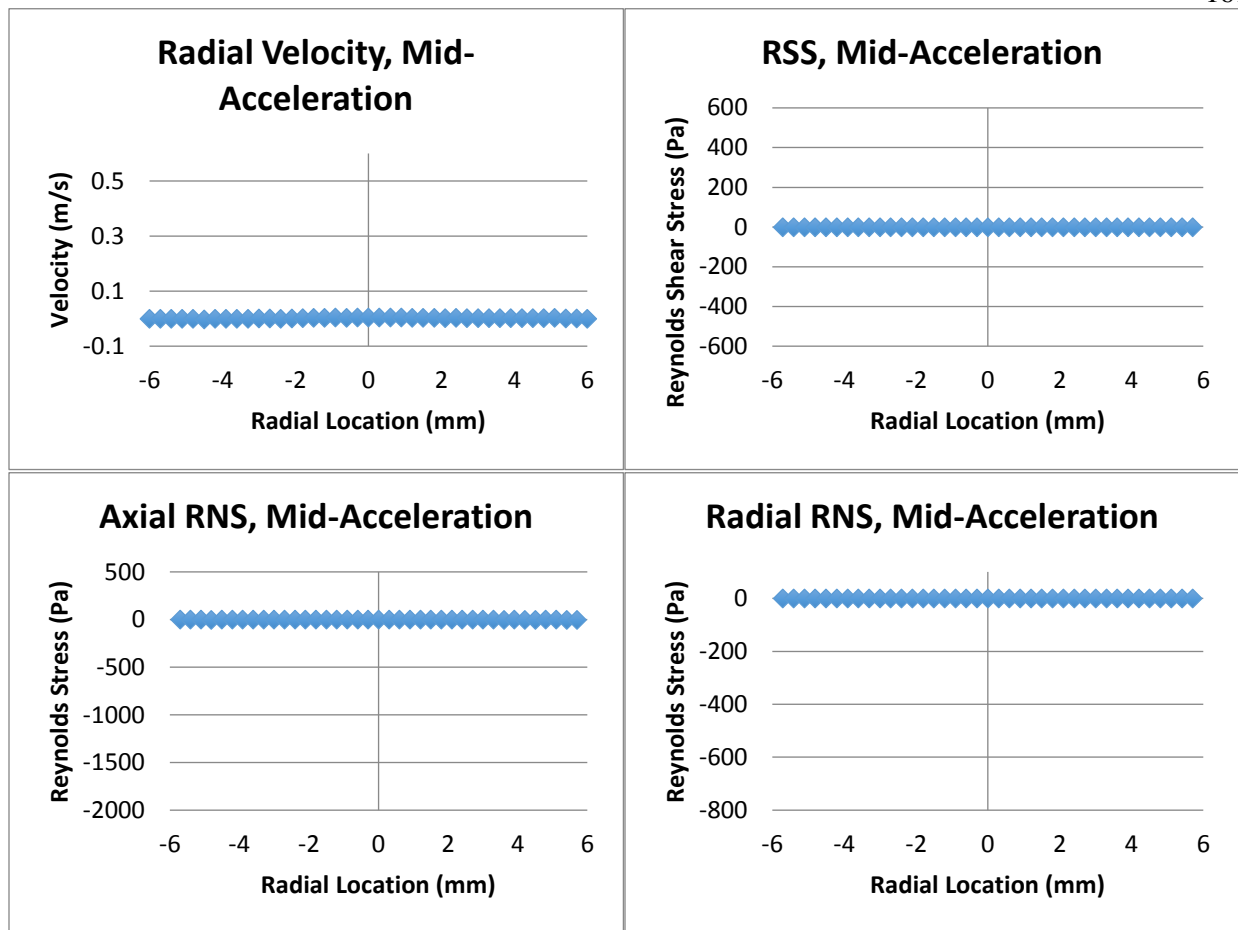 Radial Velocity, Mid-
Acceleration
Velocity (m/s)
0.5
0.3
0.1
-0.1
-6 -4 -2 0 2 4 6
Radial Location (mm)
RSS, Mid-Acceleration
Reynolds Shear Stress (Pa)
600
400
200
0
-200
-400
-600
-6 -4 -2 0 2 4 6
Radial Location (mm)
Axial RNS, Mid-Acceleration
Reynolds Stress (Pa)
500
0
-500
-1000
-1500
-2000
-6 -4 -2 0 2 4 6
Radial Location (mm)
Radial RNS, Mid-Acceleration
Reynolds Stress (Pa)
0
-200
-400
-600
-800
-6 -4 -2 0 2 4 6
Radial Location (mm)